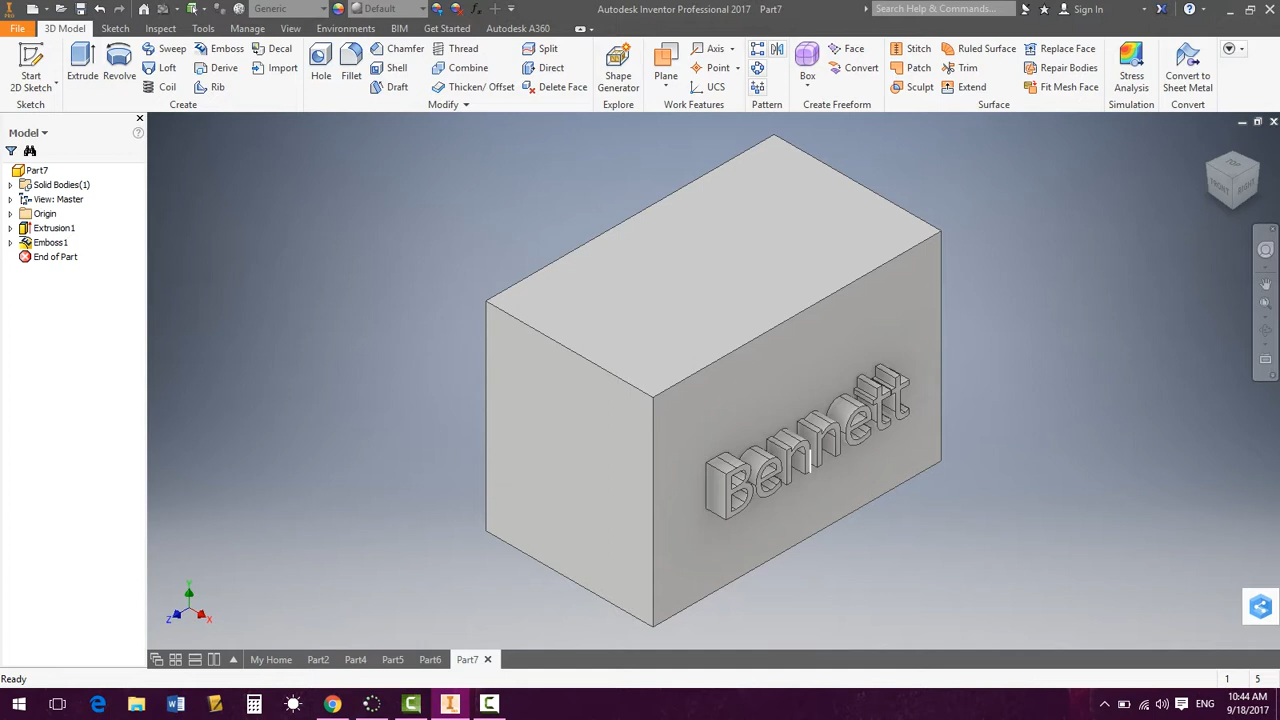 PRO
Generic
Default
Autodesk Inventor Professional 2017 Part7
Search Help & Commands...
Sign In
File
3D Model
Sketch
Inspect
Tools
Manage
View
Environments
BIM
Get Started
Autodesk A360
Start
2D Sketch
Extrude
Revolve
Sweep
Emboss
Decal
Loft
Derive
Import
Coil
Rib
Hole
Fillet
Chamfer
Thread
Split
Shell
Combine
Direct
Draft
Thicken/ Offset
Delete Face
Shape
Generator
Plane
Axis
Point
UCS
Box
Face
Convert
Stitch
Ruled Surface
Replace Face
Patch
Trim
Repair Bodies
Sculpt
Extend
Fit Mesh Face
Stress
Analysis
Convert to
Sheet Metal
Sketch
Create
Modify
Explore
Work Features
Pattern
Create Freeform
Surface
Simulation
Convert
Model
Part7
Solid Bodies(1)
View: Master
Origin
Extrusion1
Emboss1
End of Part
TOP
FRONT
RIGHT
Bennett
Y
Z
X
My Home
Part2
Part4
Part5
Part6
Part7
Ready
1
5
ENG
10:44 AM
9/18/2017